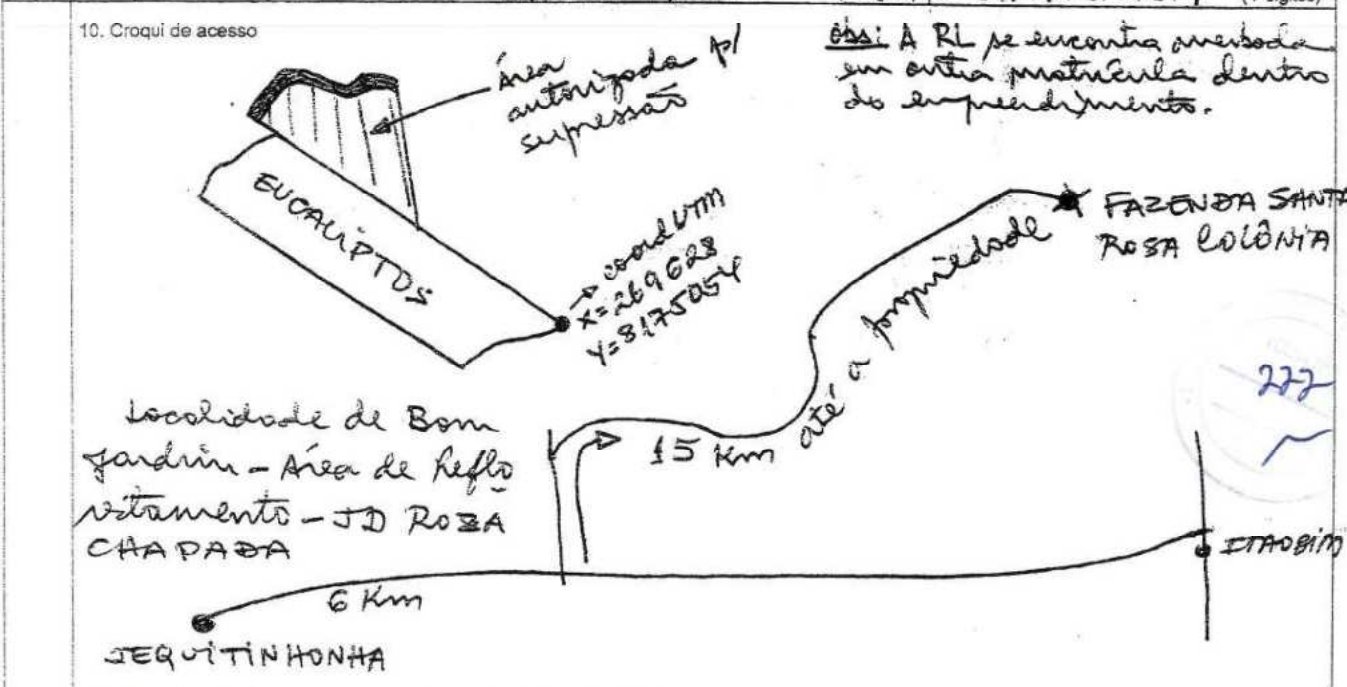 10. Croqui de acesso
Área
autorizada p/
supressão
Obs: A RL se encontra averbada
em outra matrícula dentro
do empreendimento.
EUCALIPTOS
coord UTM
X=269628
Y=8175054
FAZENDA SANTA
ROSA COLÔNIA
15 Km até a propriedade
222
Localidade de Bom
Jardim - Área de Reflo
restamento - JD ROSA
CHAPADA
ITAOBIM
6 Km
JEQUITINHONHA